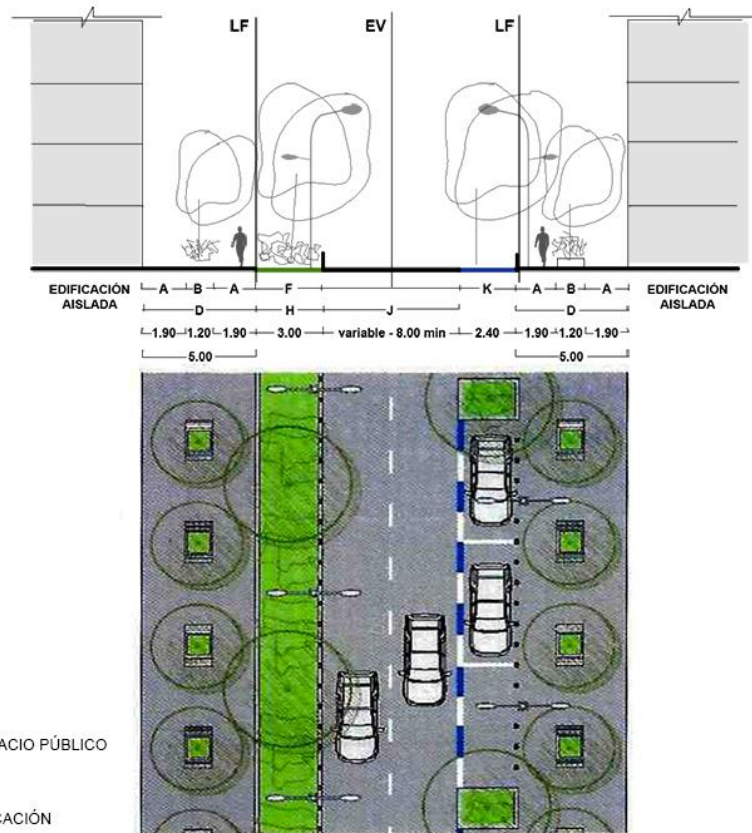 LF EV LF
EDIFICACIÓN AISLADA A B A F K A B A EDIFICACIÓN AISLADA
D H J D
1.90 1.20 1.90 3.00 variable - 8.00 min 2.40 1.90 1.20 1.90
5.00 5.00
ACIO PÚBLICO
CACIÓN